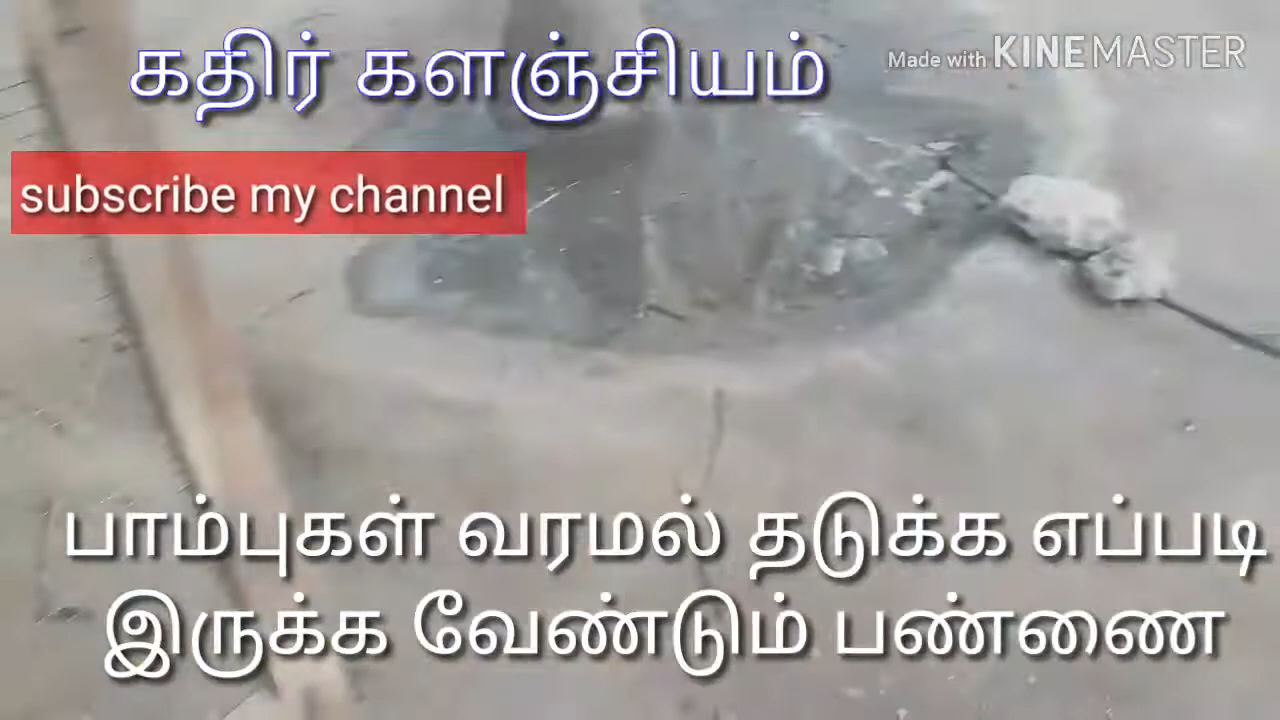 கதிர் களஞ்சியம்
Made with KINEMASTER
subscribe my channel
பாம்புகள் வரமல் தடுக்க எப்படி
இருக்க வேண்டும் பண்ணை